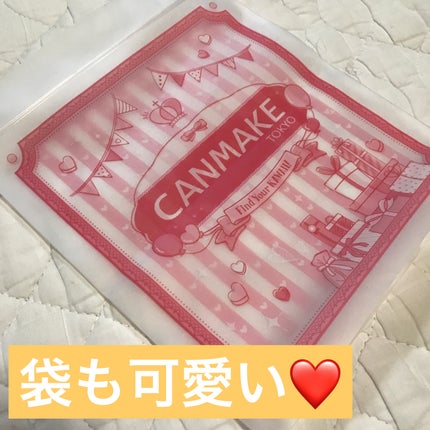 CANMAKE
TOKYO
Find Your KAWAII!
袋も可愛い❤️